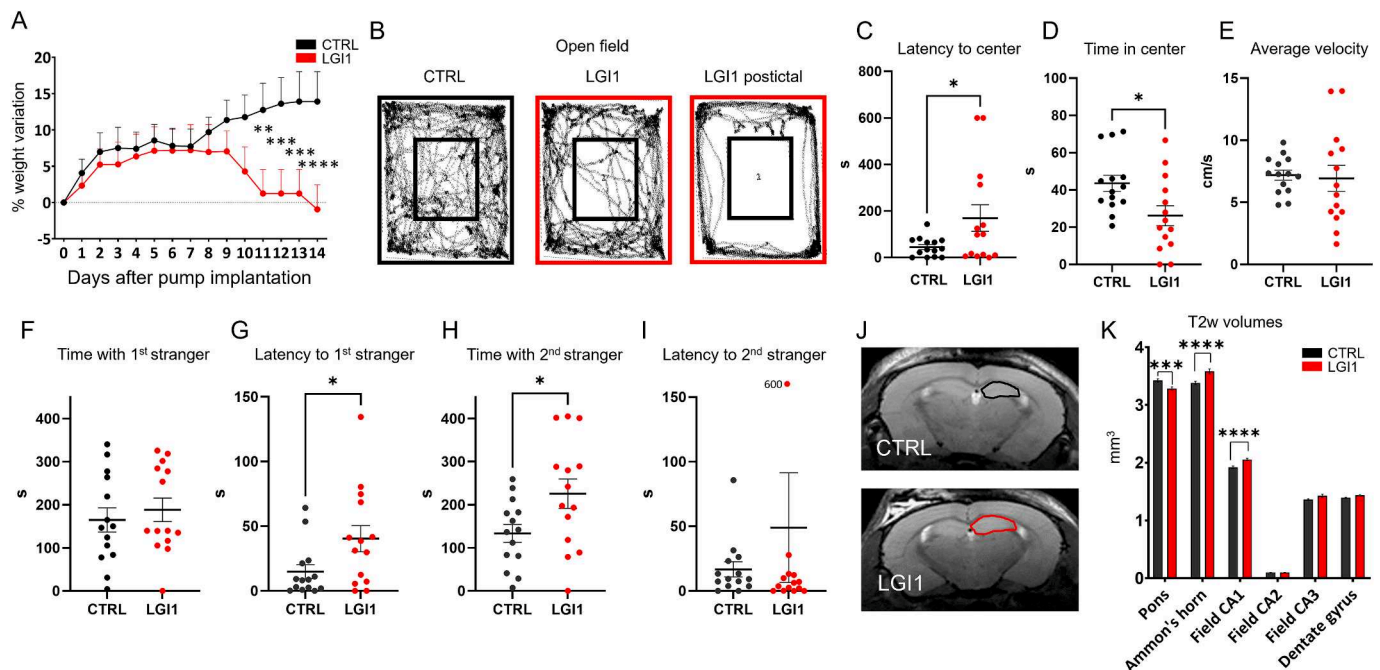 A
CTRL
LGI1
% weight variation
20
15
10
5
0
-5
**
***
***
****
0 1 2 3 4 5 6 7 8 9 10 11 12 13 14
Days after pump implantation
B
Open field
CTRL
LGI1
LGI1 postictal
C
Latency to center
s
800
600
400
200
0
*
CTRL
LGI1
D
Time in center
s
100
80
60
40
20
0
*
CTRL
LGI1
E
Average velocity
cm/s
15
10
5
0
CTRL
LGI1
F
Time with 1st stranger
s
400
300
200
100
0
CTRL
LGI1
G
Latency to 1st stranger
s
150
100
50
0
*
CTRL
LGI1
H
Time with 2nd stranger
s
400
300
200
100
0
*
CTRL
LGI1
I
Latency to 2nd stranger
s
150
100
50
0
600
CTRL
LGI1
J
CTRL
LGI1
K
T2w volumes
CTRL
LGI1
mm3
4
3
2
1
0
***
****
****
Pons
Ammon's horn
Field CA1
Field CA2
Field CA3
Dentate gyrus